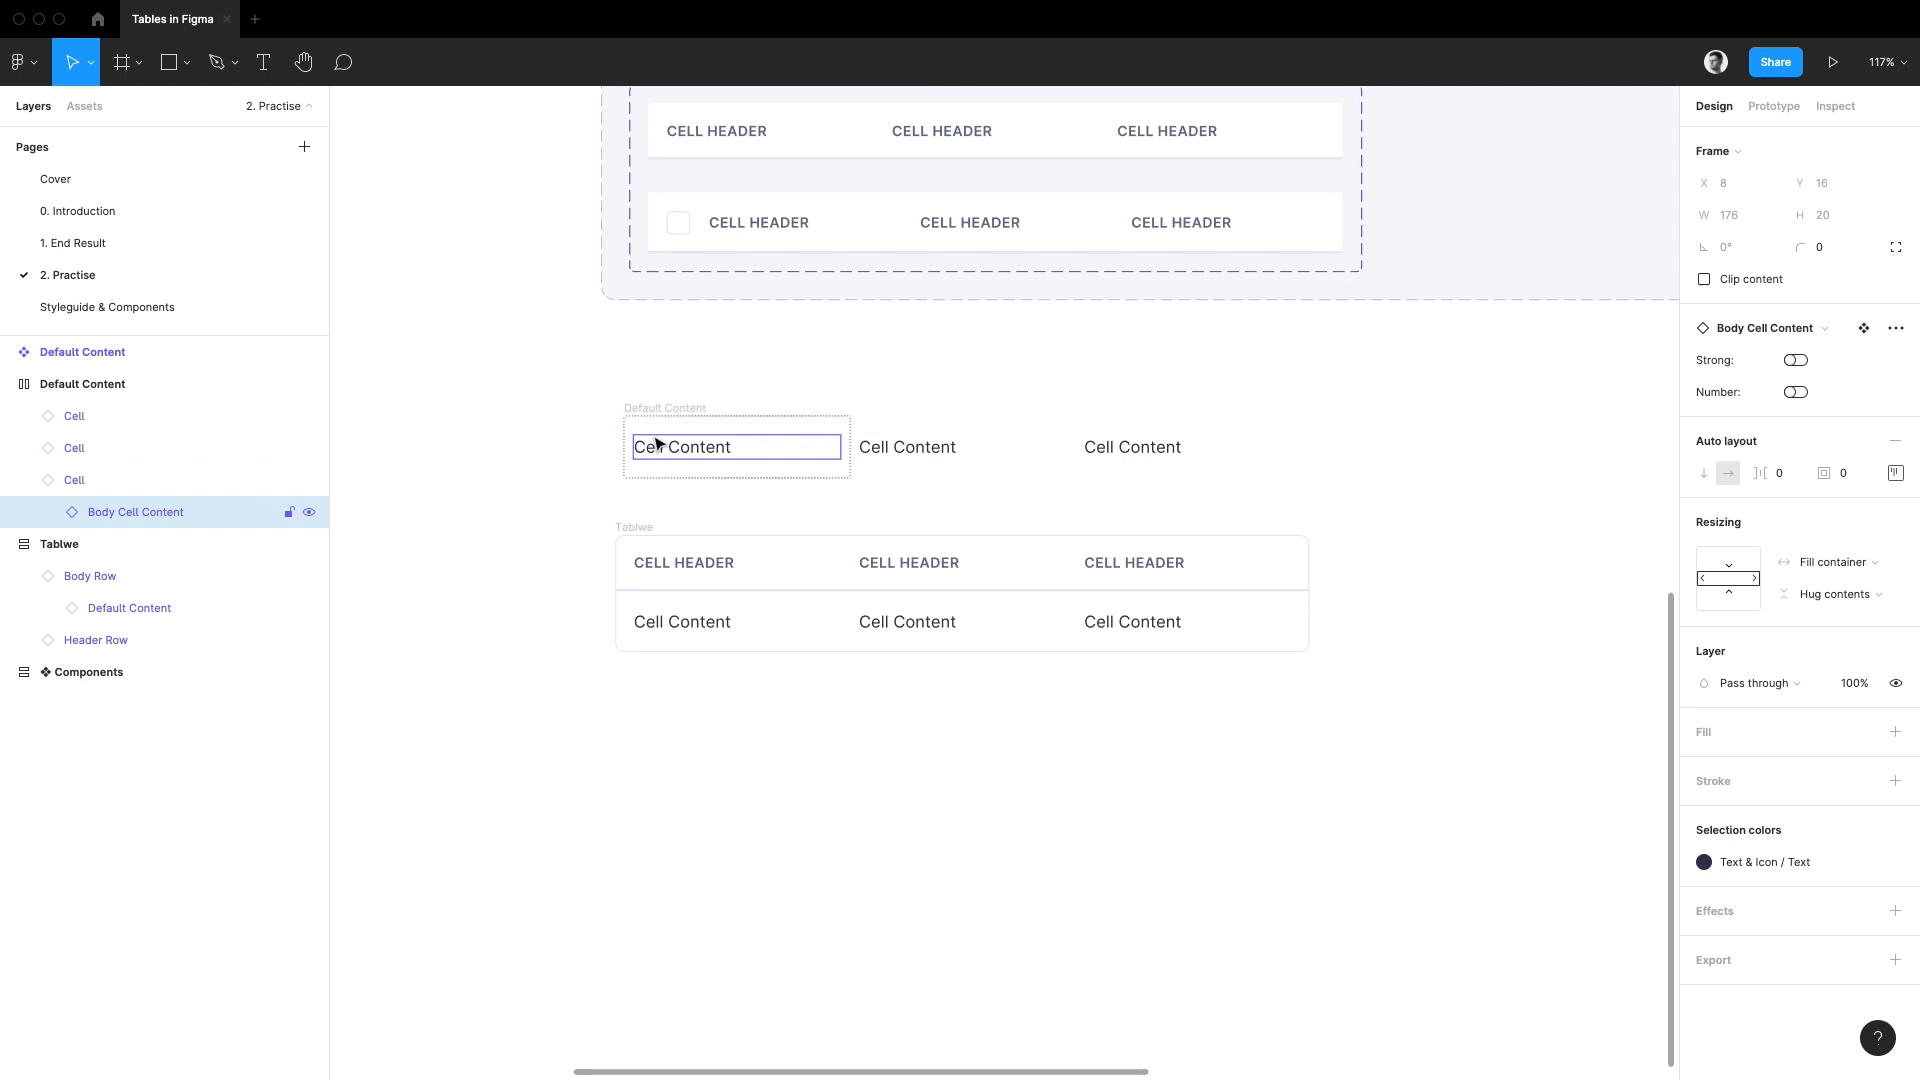 Tables in Figma
Share
117%
Layers
Assets
2. Practise
Pages
Cover
0. Introduction
1. End Result
2. Practise
Styleguide & Components
Default Content
Default Content
Cell
Cell
Cell
Body Cell Content
Tablwe
Body Row
Default Content
Header Row
Components
CELL HEADER CELL HEADER CELL HEADER
CELL HEADER CELL HEADER CELL HEADER
Default Content
Cell Content Cell Content Cell Content
Tablwe
CELL HEADER CELL HEADER CELL HEADER
Cell Content Cell Content Cell Content
Design Prototype Inspect
Frame
X 8 Y 16
W 176 H 20
0° 0
Clip content
Body Cell Content
Strong:
Number:
Auto layout
0 0
Resizing
Fill container
Hug contents
Layer
Pass through 100%
Fill
Stroke
Selection colors
Text & Icon / Text
Effects
Export
?